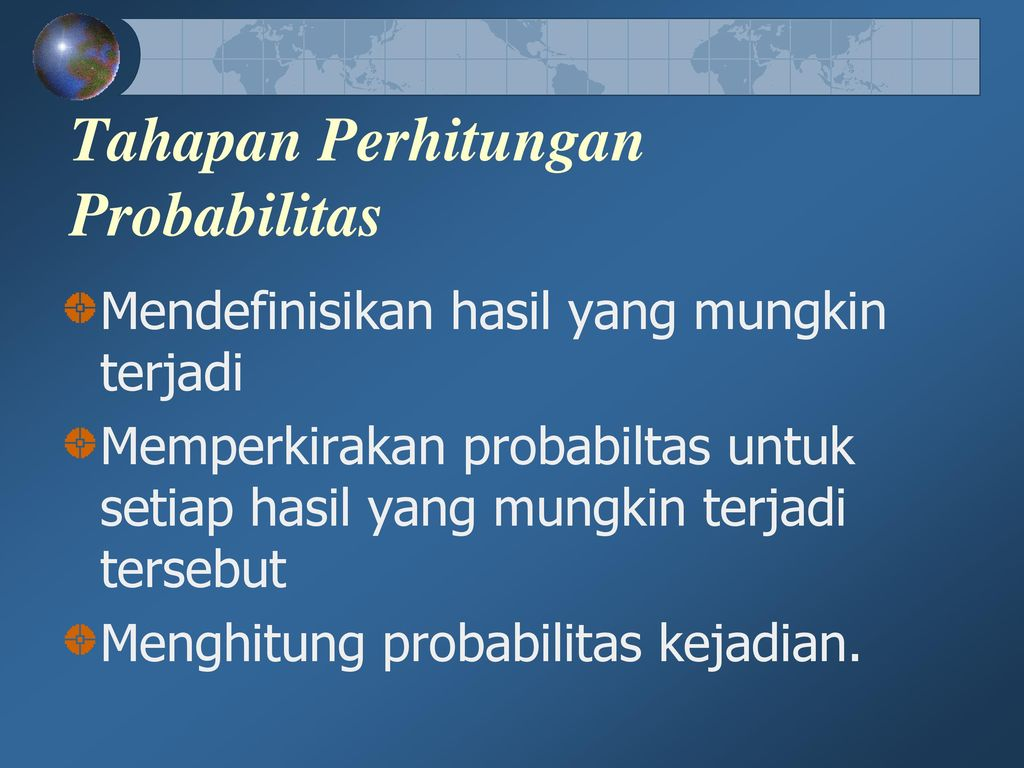 Tahapan Perhitungan
Probabilitas
Mendefinisikan hasil yang mungkin
terjadi
Memperkirakan probabiltas untuk
setiap hasil yang mungkin terjadi
tersebut
Menghitung probabilitas kejadian.